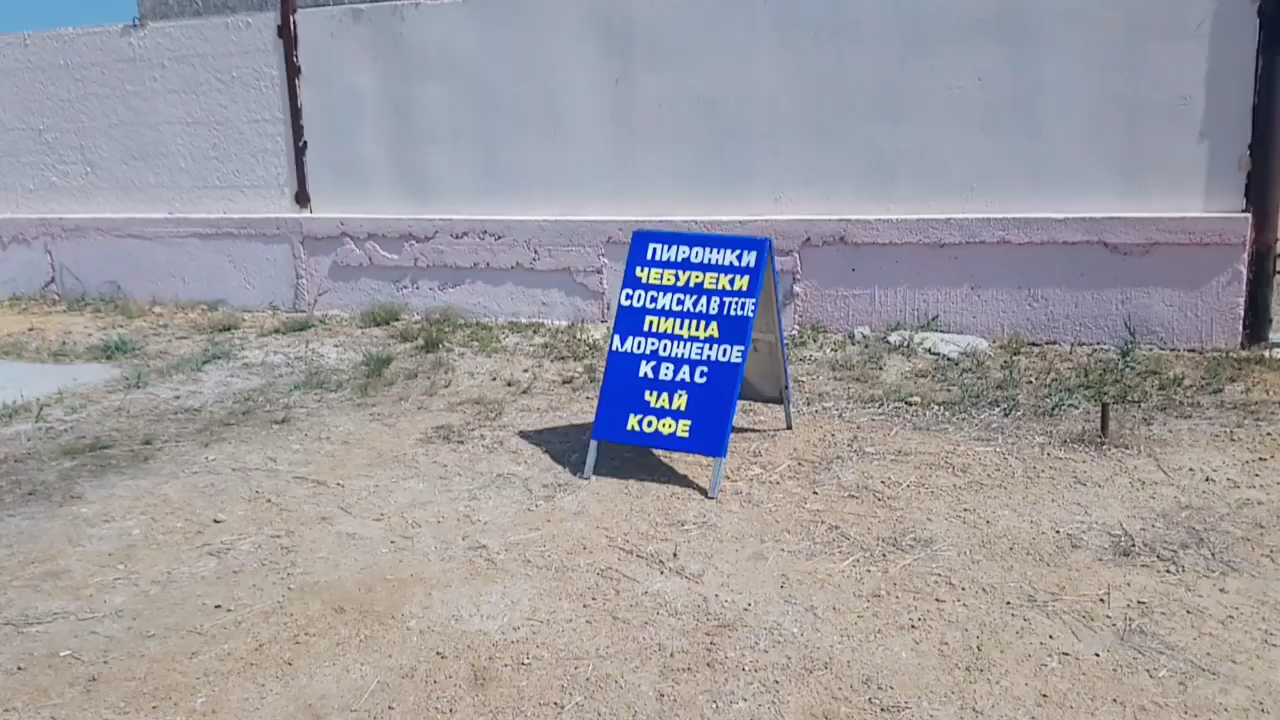 ПИРОЖКИ
ЧЕБУРЕКИ
СОСИСКА В ТЕСТЕ
ПИЦЦА
МОРОЖЕНОЕ
КВАС
ЧАЙ
КОФЕ